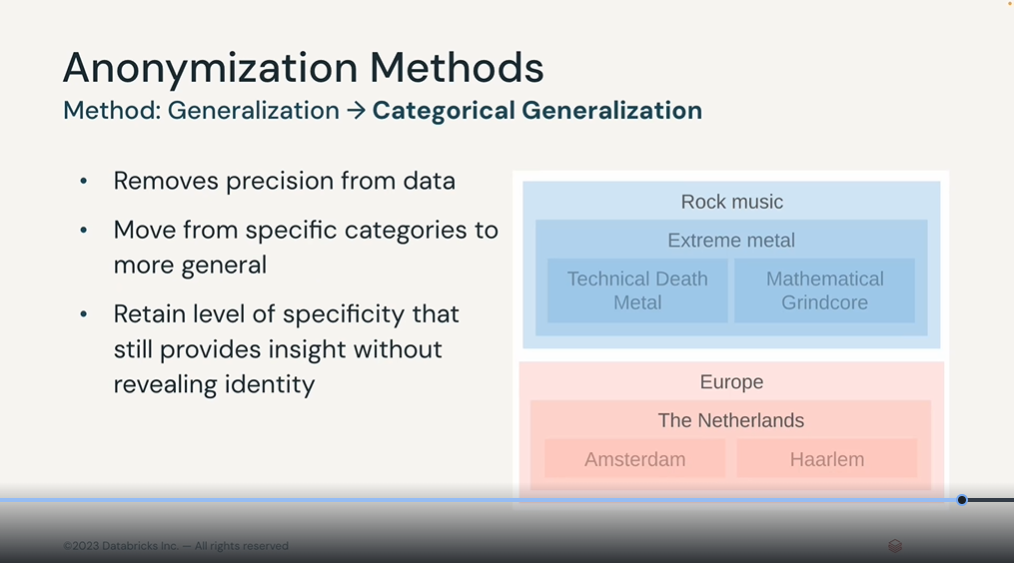 Anonymization Methods
Method: Generalization → Categorical Generalization
• Removes precision from data
• Move from specific categories to
more general
• Retain level of specificity that
still provides insight without
revealing identity
Rock music
Extreme metal
Technical Death
Metal
Mathematical
Grindcore
Europe
The Netherlands
Amsterdam
Haarlem
©2023 Databricks Inc. — All rights reserved